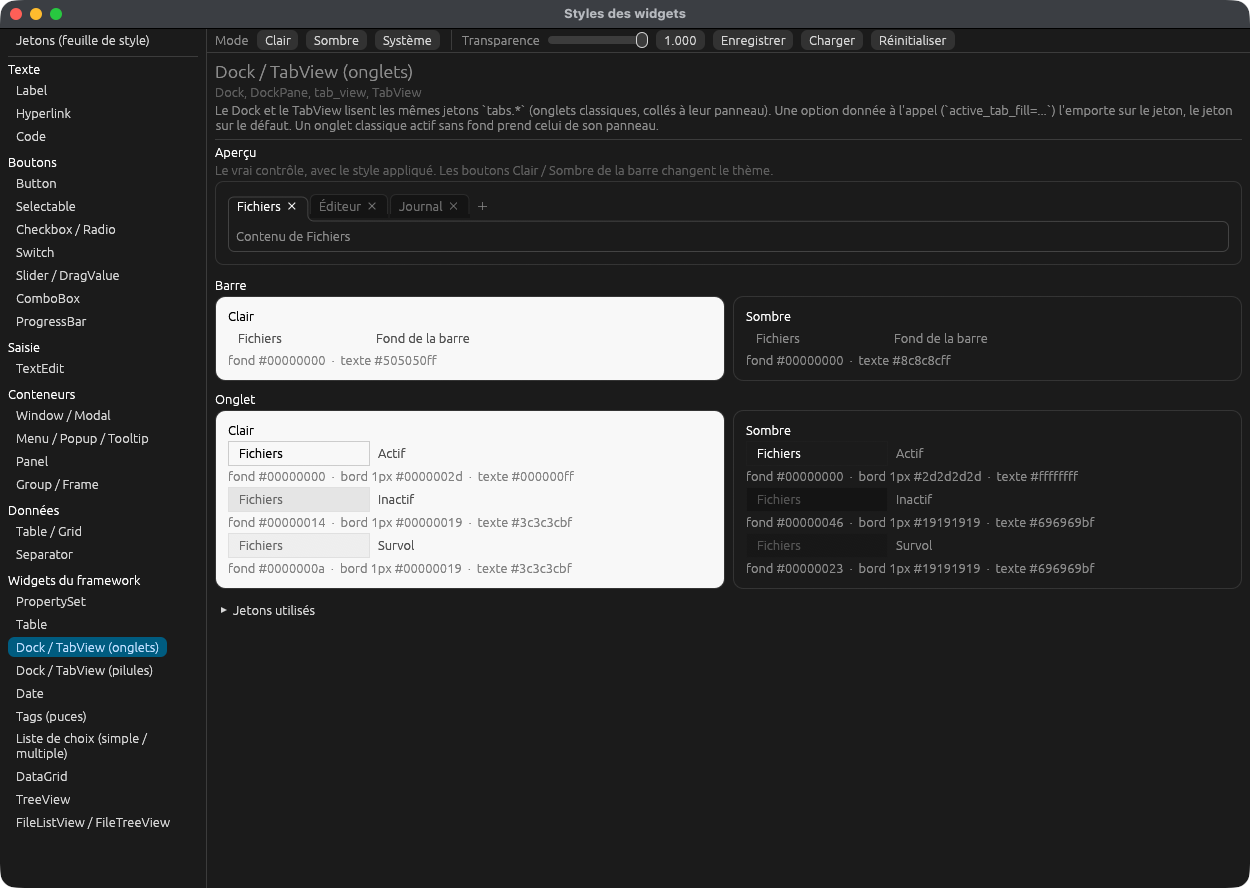 Styles des widgets
Jetons (feuille de style)
Texte
Label
Hyperlink
Code
Boutons
Button
Selectable
Checkbox / Radio
Switch
Slider / DragValue
ComboBox
ProgressBar
Saisie
TextEdit
Conteneurs
Window / Modal
Menu / Popup / Tooltip
Panel
Group / Frame
Données
Table / Grid
Separator
Widgets du framework
PropertySet
Table
Dock / TabView (onglets)
Dock / TabView (pilules)
Date
Tags (puces)
Liste de choix (simple /
multiple)
DataGrid
TreeView
FileListView / FileTreeView
Mode Clair Sombre Système Transparence 1.000 Enregistrer Charger Réinitialiser
Dock / TabView (onglets)
Dock, DockPane, tab_view, TabView
Le Dock et le TabView lisent les mêmes jetons `tabs.*` (onglets classiques, collés à leur panneau). Une option donnée à l'appel (`active_tab_fill=...`) l'emporte sur le jeton, le jeton
sur le défaut. Un onglet classique actif sans fond prend celui de son panneau.
Aperçu
Le vrai contrôle, avec le style appliqué. Les boutons Clair / Sombre de la barre changent le thème.
Fichiers × Éditeur × Journal × +
Contenu de Fichiers
Barre
Clair
Fichiers Fond de la barre
fond #00000000 · texte #505050ff
Sombre
Fichiers Fond de la barre
fond #00000000 · texte #8c8c8cff
Onglet
Clair
Fichiers Actif
fond #00000000 · bord 1px #0000002d · texte #000000ff
Fichiers Inactif
fond #00000014 · bord 1px #00000019 · texte #3c3c3cbf
Fichiers Survol
fond #0000000a · bord 1px #00000019 · texte #3c3c3cbf
Sombre
Fichiers Actif
fond #00000000 · bord 1px #2d2d2d2d · texte #ffffffff
Fichiers Inactif
fond #00000046 · bord 1px #19191919 · texte #696969bf
Fichiers Survol
fond #00000023 · bord 1px #19191919 · texte #696969bf
Jetons utilisés